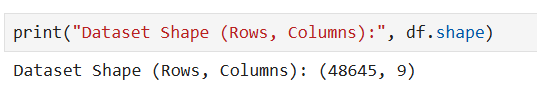 print("Dataset Shape (Rows, Columns):", df.shape)
Dataset Shape (Rows, Columns): (48645, 9)